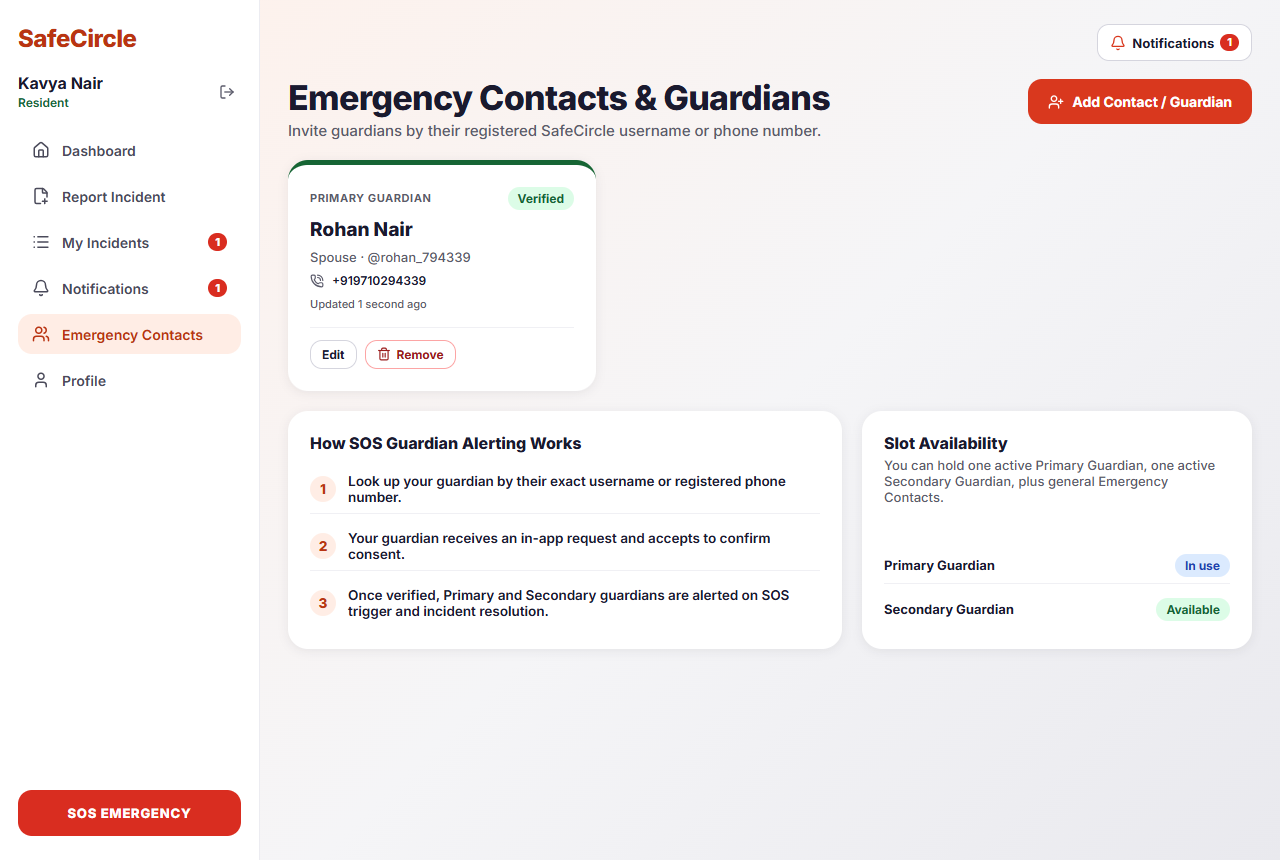 SafeCircle
Kavya Nair
Resident
Dashboard
Report Incident
My Incidents 1
Notifications 1
Emergency Contacts
Profile
SOS EMERGENCY
Notifications 1
Emergency Contacts & Guardians
Invite guardians by their registered SafeCircle username or phone number.
Add Contact / Guardian
PRIMARY GUARDIAN Verified
Rohan Nair
Spouse · @rohan_794339
+919710294339
Updated 1 second ago
Edit Remove
How SOS Guardian Alerting Works
1 Look up your guardian by their exact username or registered phone
number.
2 Your guardian receives an in-app request and accepts to confirm
consent.
3 Once verified, Primary and Secondary guardians are alerted on SOS
trigger and incident resolution.
Slot Availability
You can hold one active Primary Guardian, one active
Secondary Guardian, plus general Emergency
Contacts.
Primary Guardian In use
Secondary Guardian Available